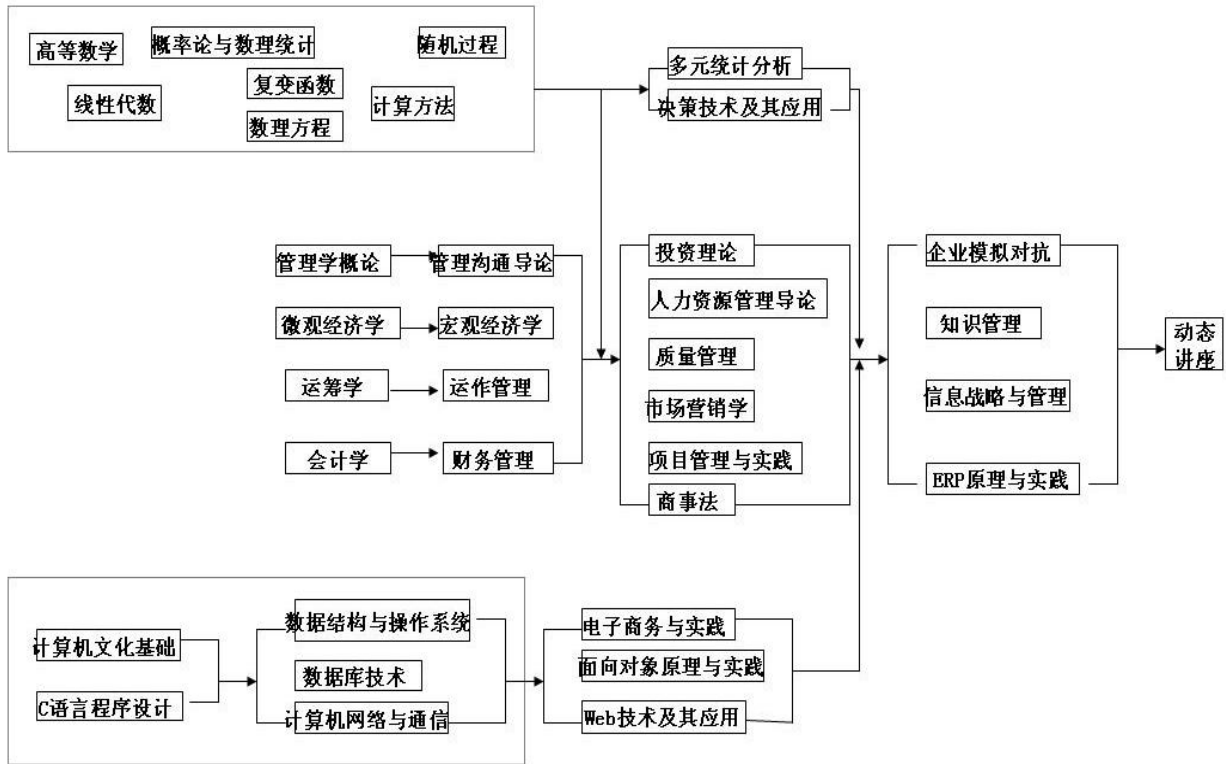 高等数学
概率论与数理统计
随机过程
线性代数
复变函数
计算方法
数理方程
多元统计分析
决策技术及其应用
管理学概论
管理沟通导论
微观经济学
宏观经济学
运筹学
运作管理
会计学
财务管理
投资理论
人力资源管理导论
质量管理
市场营销学
项目管理与实践
商事法
企业模拟对抗
知识管理
信息战略与管理
ERP原理与实践
动态
讲座
计算机文化基础
C语言程序设计
数据结构与操作系统
数据库技术
计算机网络与通信
电子商务与实践
面向对象原理与实践
Web技术及其应用